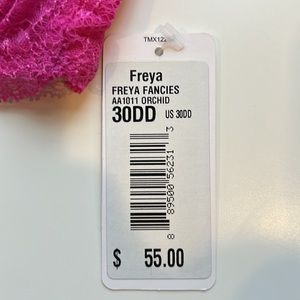 Freya
FREYA FANCIES
AA1011 ORCHID
30DD US 30DD
8 89500 56231 3
$ 55.00